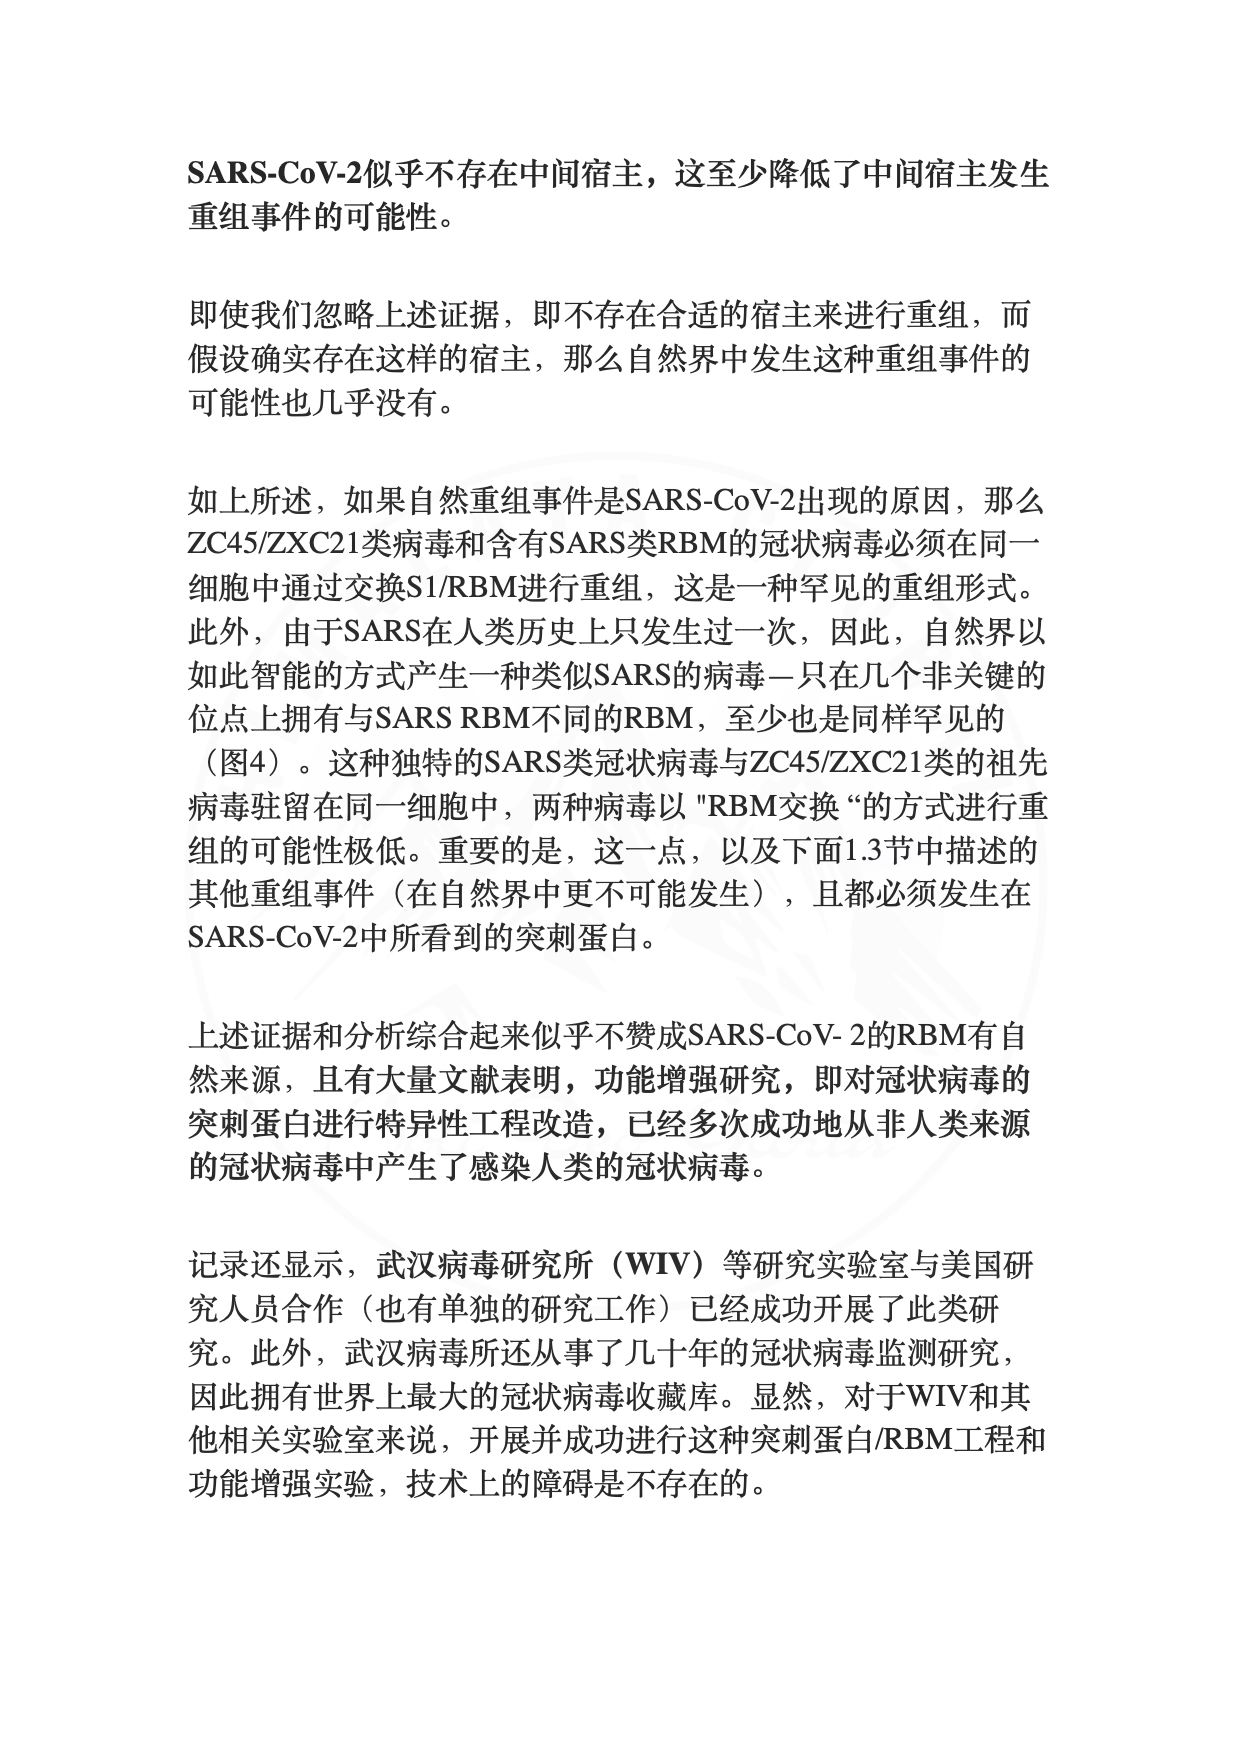 SARS-CoV-2似乎不存在中间宿主，这至少降低了中间宿主发生
重组事件的可能性。
即使我们忽略上述证据，即不存在合适的宿主来进行重组，而
假设确实存在这样的宿主，那么自然界中发生这种重组事件的
可能性也几乎没有。
如上所述，如果自然重组事件是SARS-CoV-2出现的原因，那么
ZC45/ZXC21类病毒和含有SARS类RBM的冠状病毒必须在同一
细胞中通过交换S1/RBM进行重组，这是一种罕见的重组形式。
此外，由于SARS在人类历史上只发生过一次，因此，自然界以
如此智能的方式产生一种类似SARS的病毒—只在几个非关键的
位点上拥有与SARS RBM不同的RBM，至少也是同样罕见的
（图4）。这种独特的SARS类冠状病毒与ZC45/ZXC21类的祖先
病毒驻留在同一细胞中，两种病毒以 "RBM交换 “的方式进行重
组的可能性极低。重要的是，这一点，以及下面1.3节中描述的
其他重组事件（在自然界中更不可能发生），且都必须发生在
SARS-CoV-2中所看到的突刺蛋白。
上述证据和分析综合起来似乎不赞成SARS-CoV- 2的RBM有自
然来源，且有大量文献表明，功能增强研究，即对冠状病毒的
突刺蛋白进行特异性工程改造，已经多次成功地从非人类来源
的冠状病毒中产生了感染人类的冠状病毒。
记录还显示，武汉病毒研究所（WIV）等研究实验室与美国研
究人员合作（也有单独的研究工作）已经成功开展了此类研
究。此外，武汉病毒所还从事了几十年的冠状病毒监测研究，
因此拥有世界上最大的冠状病毒收藏库。显然，对于WIV和其
他相关实验室来说，开展并成功进行这种突刺蛋白/RBM工程和
功能增强实验，技术上的障碍是不存在的。